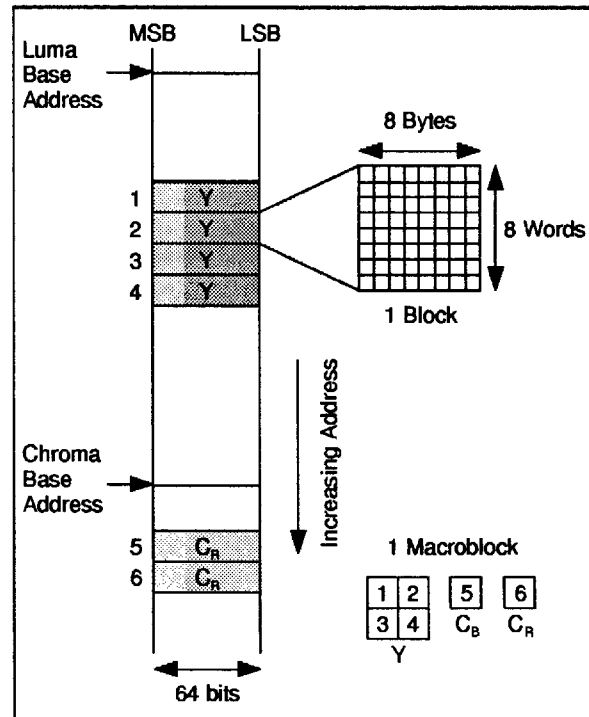 MSB LSB
Luma
Base
Address
8 Bytes
1 Y
2 Y
3 Y
4 Y
8 Words
1 Block
Increasing Address
Chroma
Base
Address
5 C_R
6 C_R
1 Macroblock
1 2 5 6
3 4 C_B C_R
Y
64 bits